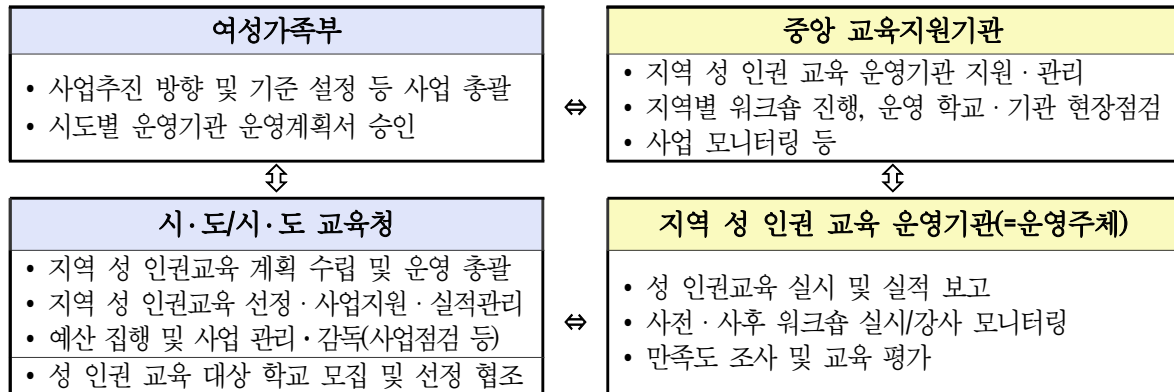 여성가족부
• 사업추진 방향 및 기준 설정 등 사업 총괄
• 시도별 운영기관 운영계획서 승인
⇔
중앙 교육지원기관
• 지역 성 인권 교육 운영기관 지원·관리
• 지역별 워크숍 진행, 운영 학교·기관 현장점검
• 사업 모니터링 등
⇕
⇕
시·도/시·도 교육청
• 지역 성 인권교육 계획 수립 및 운영 총괄
• 지역 성 인권교육 선정·사업지원·실적관리
• 예산 집행 및 사업 관리·감독(사업점검 등)
• 성 인권 교육 대상 학교 모집 및 선정 협조
⇔
지역 성 인권 교육 운영기관(=운영주체)
• 성 인권교육 실시 및 실적 보고
• 사전·사후 워크숍 실시/강사 모니터링
• 만족도 조사 및 교육 평가